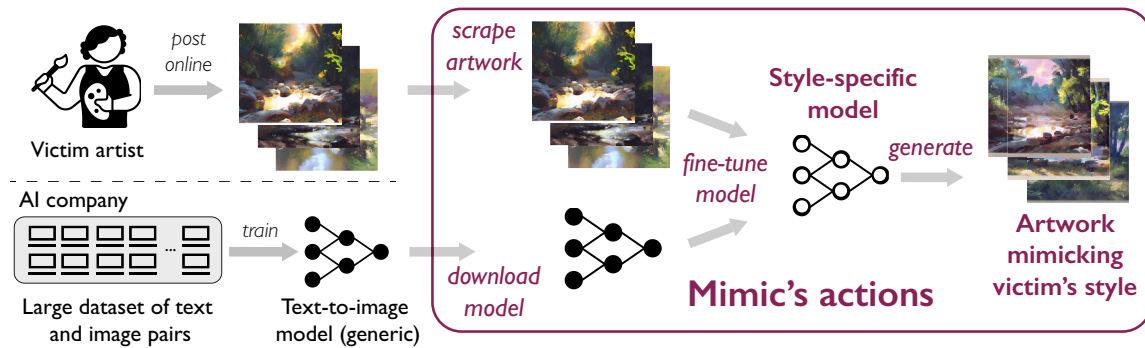 post
online
Victim artist
AI company
...
train
Large dataset of text
and image pairs
Text-to-image
model (generic)
scrape
artwork
download
model
fine-tune
model
Style-specific
model
generate
Artwork
mimicking
victim's style
Mimic's actions